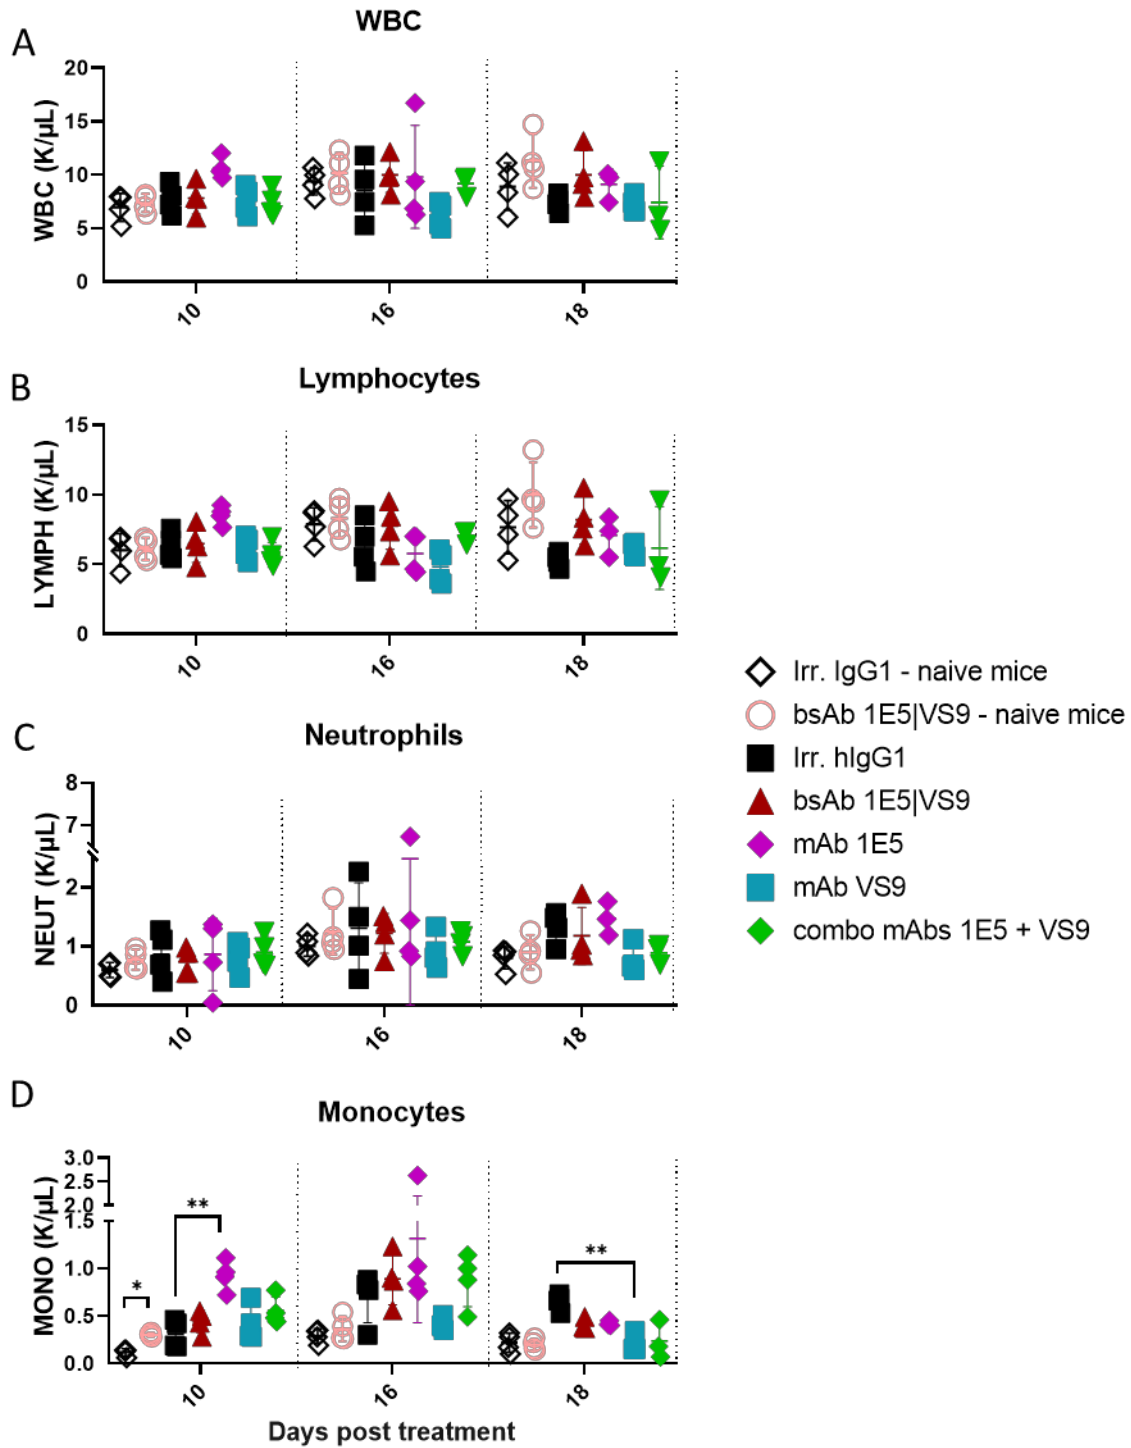 A
WBC
WBC (K/µL)
20
15
10
5
0
10
16
18
B
Lymphocytes
LYMPH (K/µL)
15
10
5
0
10
16
18
C
Neutrophils
NEUT (K/µL)
8
7
2
1
0
10
16
18
D
Monocytes
MONO (K/µL)
3.0
2.5
2.0
1.5
1.0
0.5
0.0
*
**
**
10
16
18
Days post treatment
Irr. IgG1 - naive mice
bsAb 1E5|VS9 - naive mice
Irr. hIgG1
bsAb 1E5|VS9
mAb 1E5
mAb VS9
combo mAbs 1E5 + VS9